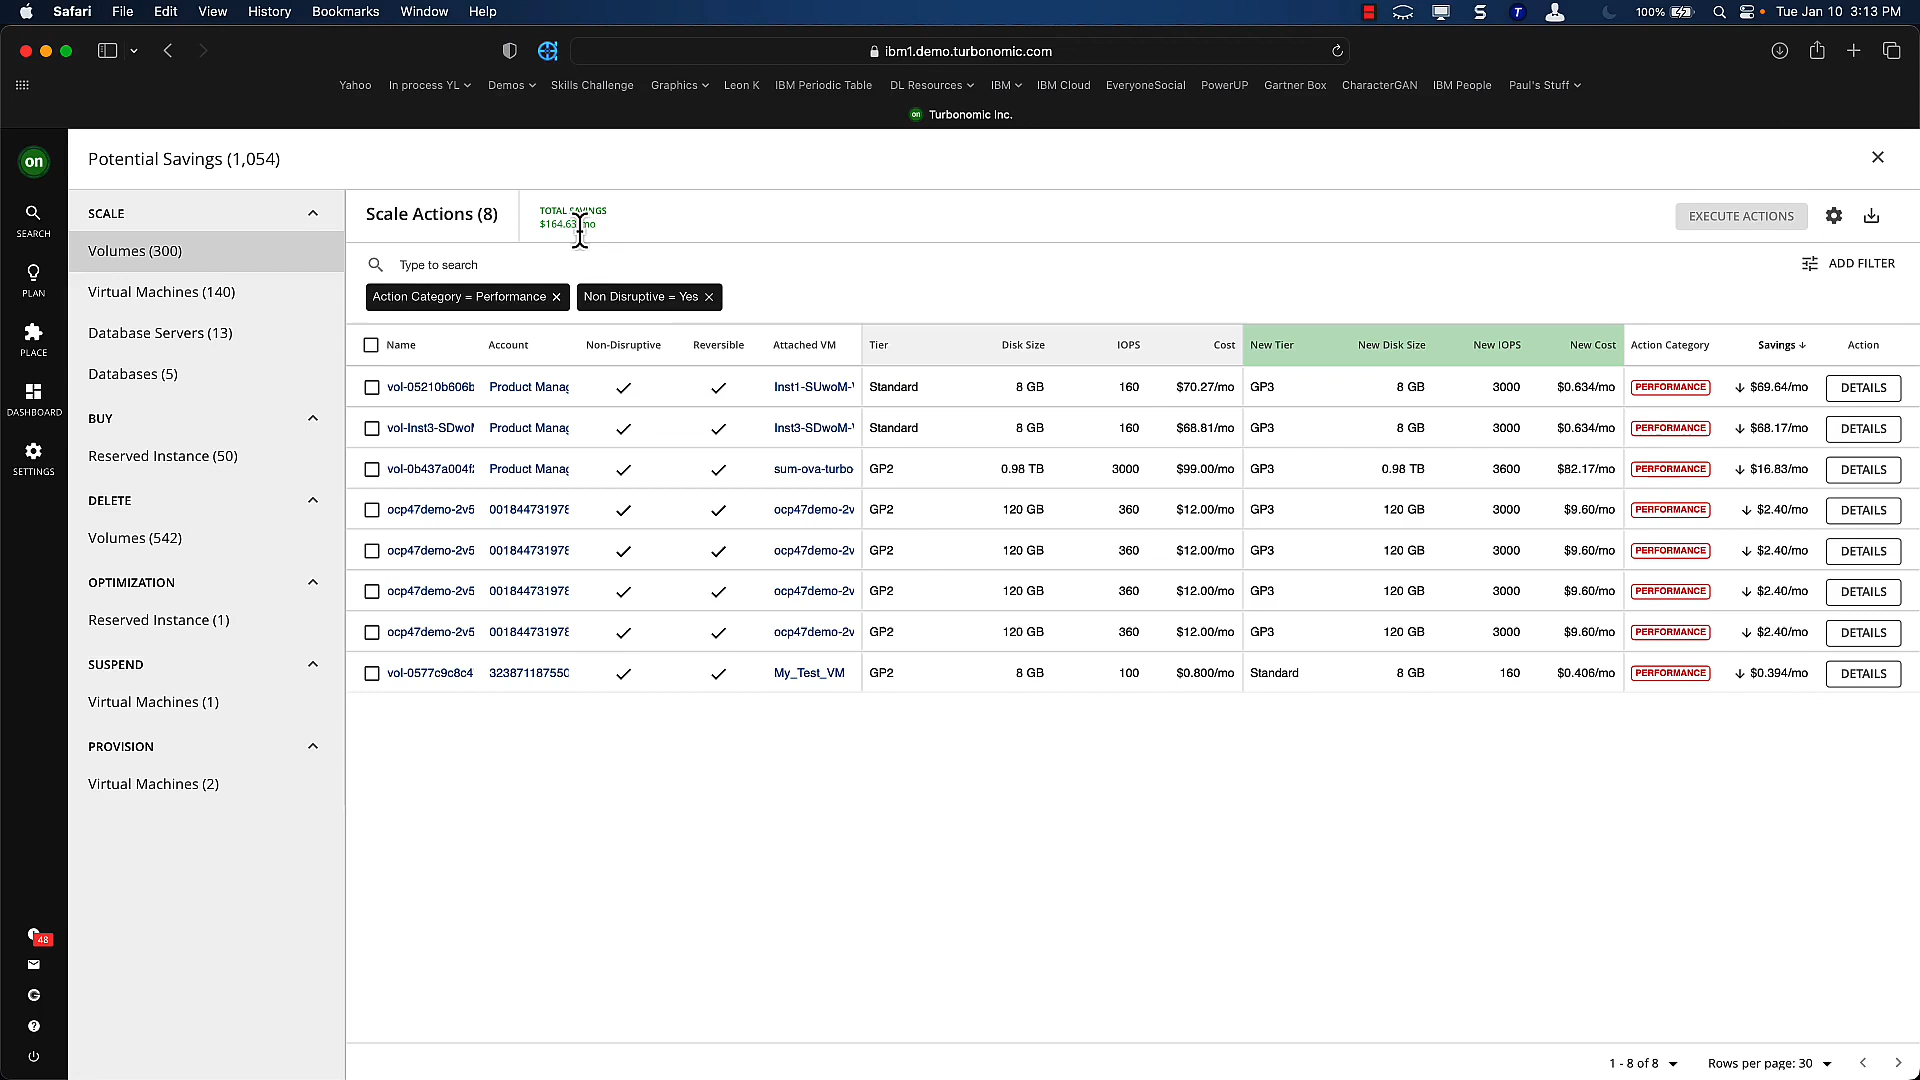 Safari File Edit View History Bookmarks Window Help 100% Tue Jan 10 3:13 PM
ibm1.demo.turbonomic.com
Yahoo In process YL Demos Skills Challenge Graphics Leon K IBM Periodic Table DL Resources IBM IBM Cloud EveryoneSocial PowerUP Gartner Box CharacterGAN IBM People Paul's Stuff
on Turbonomic Inc.
on
SEARCH
PLAN
PLACE
DASHBOARD
SETTINGS
48
Potential Savings (1,054)
SCALE
Volumes (300)
Virtual Machines (140)
Database Servers (13)
Databases (5)
BUY
Reserved Instance (50)
DELETE
Volumes (542)
OPTIMIZATION
Reserved Instance (1)
SUSPEND
Virtual Machines (1)
PROVISION
Virtual Machines (2)
Scale Actions (8)
TOTAL SAVINGS
$164.63/mo
EXECUTE ACTIONS
Type to search
ADD FILTER
Action Category = Performance Non Disruptive = Yes
Name Account Non-Disruptive Reversible Attached VM Tier Disk Size IOPS Cost New Tier New Disk Size New IOPS New Cost Action Category Savings Action
vol-05210b606b Product Manag Inst1-SUwoM-V Standard 8 GB 160 $70.27/mo GP3 8 GB 3000 $0.634/mo PERFORMANCE $69.64/mo DETAILS
vol-Inst3-SDwoM Product Manag Inst3-SDwoM-V Standard 8 GB 160 $68.81/mo GP3 8 GB 3000 $0.634/mo PERFORMANCE $68.17/mo DETAILS
vol-0b437a004f2 Product Manag sum-ova-turbo GP2 0.98 TB 3000 $99.00/mo GP3 0.98 TB 3600 $82.17/mo PERFORMANCE $16.83/mo DETAILS
ocp47demo-2v5 001844731978 ocp47demo-2v GP2 120 GB 360 $12.00/mo GP3 120 GB 3000 $9.60/mo PERFORMANCE $2.40/mo DETAILS
ocp47demo-2v5 001844731978 ocp47demo-2v GP2 120 GB 360 $12.00/mo GP3 120 GB 3000 $9.60/mo PERFORMANCE $2.40/mo DETAILS
ocp47demo-2v5 001844731978 ocp47demo-2v GP2 120 GB 360 $12.00/mo GP3 120 GB 3000 $9.60/mo PERFORMANCE $2.40/mo DETAILS
ocp47demo-2v5 001844731978 ocp47demo-2v GP2 120 GB 360 $12.00/mo GP3 120 GB 3000 $9.60/mo PERFORMANCE $2.40/mo DETAILS
vol-0577c9c8c4 323871187550 My_Test_VM GP2 8 GB 100 $0.800/mo Standard 8 GB 160 $0.406/mo PERFORMANCE $0.394/mo DETAILS
1 - 8 of 8 Rows per page: 30